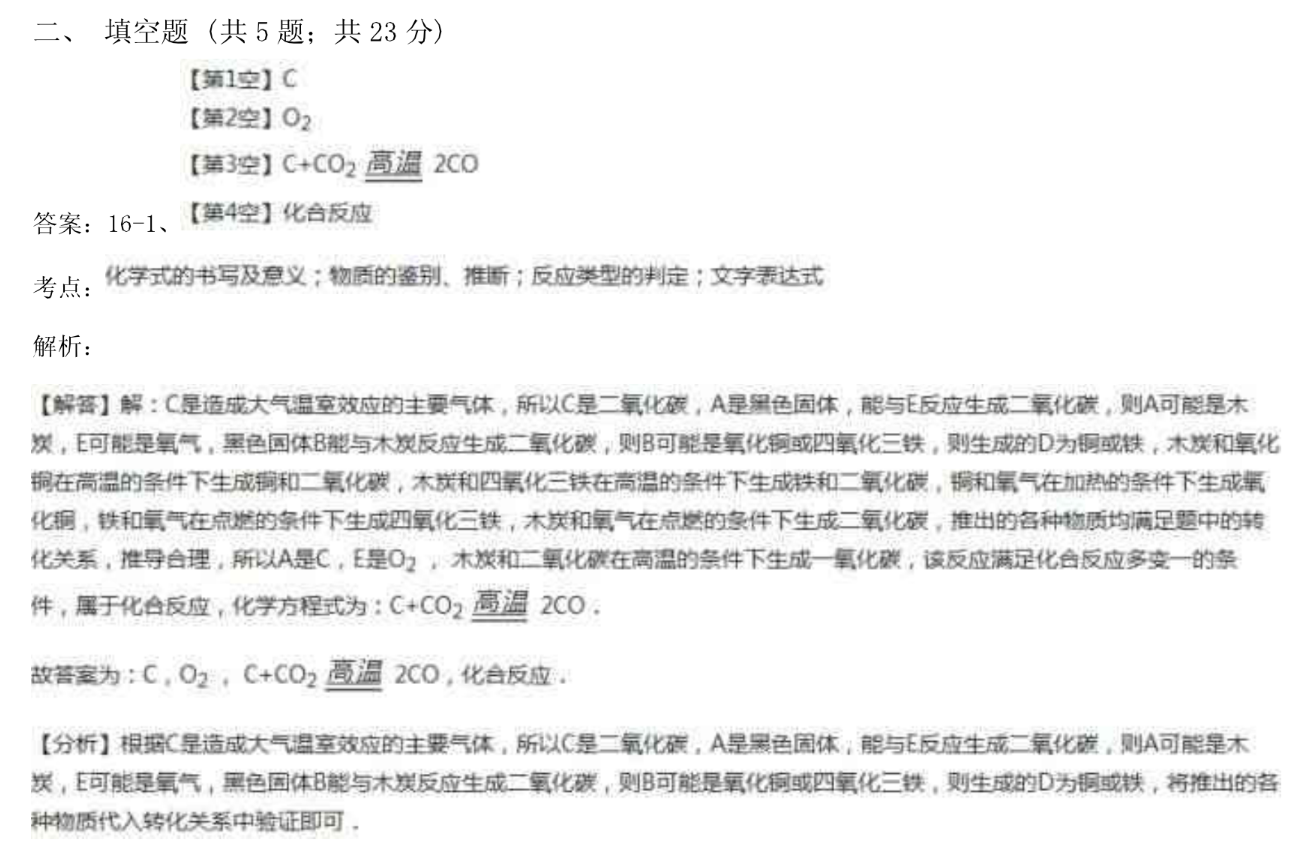 二、 填空题 (共 5 题; 共 23 分)
【第1空】C
【第2空】O₂
【第3空】C+CO₂ 高温 2CO
【第4空】化合反应
答案: 16-1、
考点: 化学式的书写及意义；物质的鉴别、推断；反应类型的判定；文字表达式
解析:
【解答】解：C是造成大气温室效应的主要气体，所以C是二氧化碳，A是黑色固体，能与E反应生成二氧化碳，则A可能是木
炭，E可能是氧气，黑色固体B能与木炭反应生成二氧化碳，则B可能是氧化铜或四氧化三铁，则生成的D为铜或铁，木炭和氧化
铜在高温的条件下生成铜和二氧化碳，木炭和四氧化三铁在高温的条件下生成铁和二氧化碳，铜和氧气在加热的条件下生成氧
化铜，铁和氧气在点燃的条件下生成四氧化三铁，木炭和氧气在点燃的条件下生成二氧化碳，推出的各种物质均满足题中的转
化关系，推导合理，所以A是C，E是O₂ ， 木炭和二氧化碳在高温的条件下生成一氧化碳，该反应满足化合反应多变一的条
件，属于化合反应，化学方程式为：C+CO₂ 高温 2CO．
故答案为：C，O₂ ， C+CO₂ 高温 2CO，化合反应．
【分析】根据C是造成大气温室效应的主要气体，所以C是二氧化碳，A是黑色固体，能与E反应生成二氧化碳，则A可能是木
炭，E可能是氧气，黑色固体B能与木炭反应生成二氧化碳，则B可能是氧化铜或四氧化三铁，则生成的D为铜或铁，将推出的各
种物质代入转化关系中验证即可．